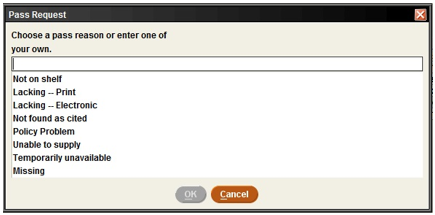 Pass Request
Choose a pass reason or enter one of
your own.
Not on shelf
Lacking -- Print
Lacking -- Electronic
Not found as cited
Policy Problem
Unable to supply
Temporarily unavailable
Missing
OK Cancel